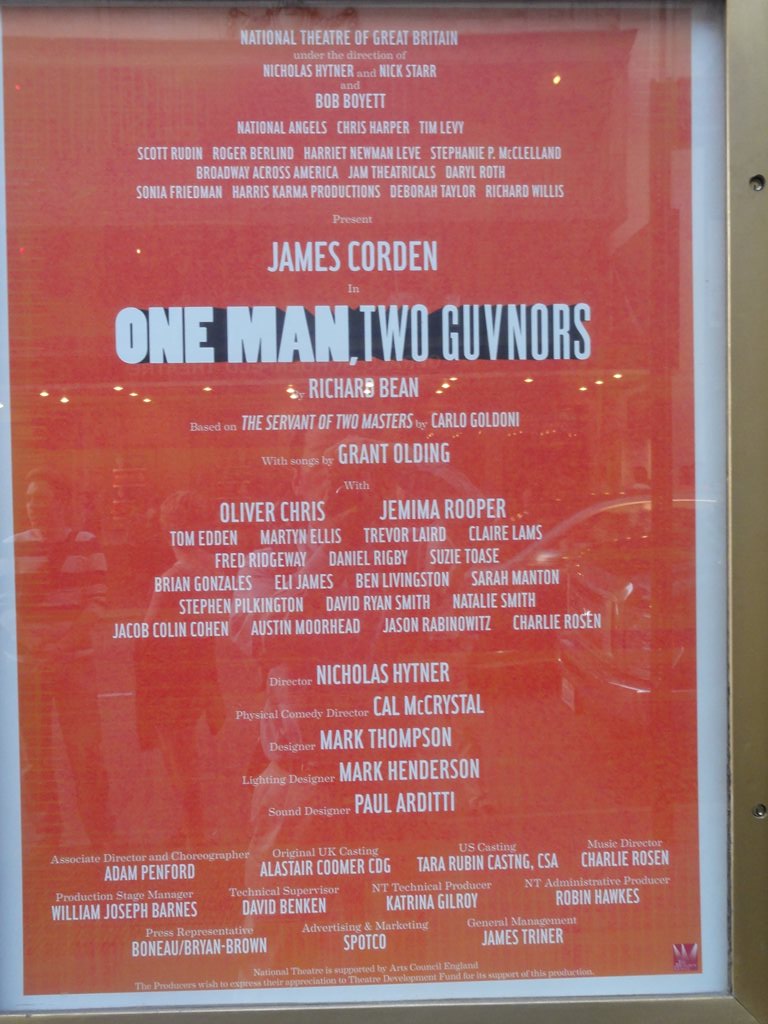 NATIONAL THEATRE OF GREAT BRITAIN
under the direction of
NICHOLAS HYTNER and NICK STARR
and
BOB BOYETT
NATIONAL ANGELS CHRIS HARPER TIM LEVY
SCOTT RUDIN ROGER BERLIND HARRIET NEWMAN LEVE STEPHANIE P. McCLELLAND
BROADWAY ACROSS AMERICA JAM THEATRICALS DARYL ROTH
SONIA FRIEDMAN HARRIS KARMA PRODUCTIONS DEBORAH TAYLOR RICHARD WILLIS
Present
JAMES CORDEN
In
ONE MAN, TWO GUVNORS
By RICHARD BEAN
Based on THE SERVANT OF TWO MASTERS by CARLO GOLDONI
With songs by GRANT OLDING
With
OLIVER CHRIS JEMIMA ROOPER
TOM EDDEN MARTYN ELLIS TREVOR LAIRD CLAIRE LAMS
FRED RIDGEWAY DANIEL RIGBY SUZIE TOASE
BRIAN GONZALES ELI JAMES BEN LIVINGSTON SARAH MANTON
STEPHEN PILKINGTON DAVID RYAN SMITH NATALIE SMITH
JACOB COLIN COHEN AUSTIN MOORHEAD JASON RABINOWITZ CHARLIE ROSEN
Director NICHOLAS HYTNER
Physical Comedy Director CAL McCRYSTAL
Designer MARK THOMPSON
Lighting Designer MARK HENDERSON
Sound Designer PAUL ARDITTI
Associate Director and Choreographer Original UK Casting US Casting Music Director
ADAM PENFORD ALASTAIR COOMER CDG TARA RUBIN CASTNG, CSA CHARLIE ROSEN
Production Stage Manager Technical Supervisor NT Technical Producer NT Administrative Producer
WILLIAM JOSEPH BARNES DAVID BENKEN KATRINA GILROY ROBIN HAWKES
Press Representative Advertising & Marketing General Management
BONEAU/BRYAN-BROWN SPOTCO JAMES TRINER
National Theatre is supported by Arts Council England
The Producers wish to express their appreciation to Theatre Development Fund for its support of this production.